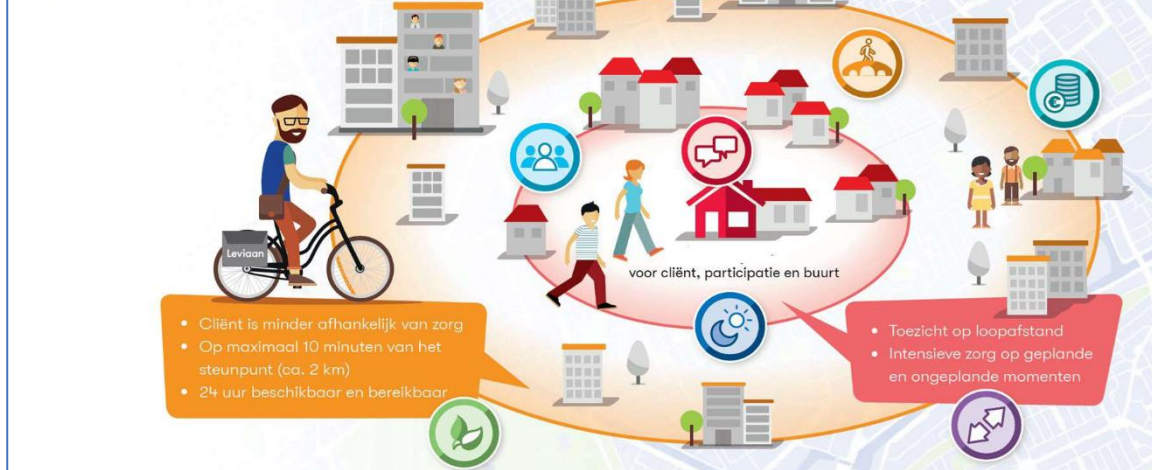 Leviaan
voor cliënt, participatie en buurt
• Cliënt is minder afhankelijk van zorg
• Op maximaal 10 minuten van het
steunpunt (ca. 2 km)
• 24 uur beschikbaar en bereikbaar
• Toezicht op loopafstand
• Intensieve zorg op geplande
en ongeplande momenten